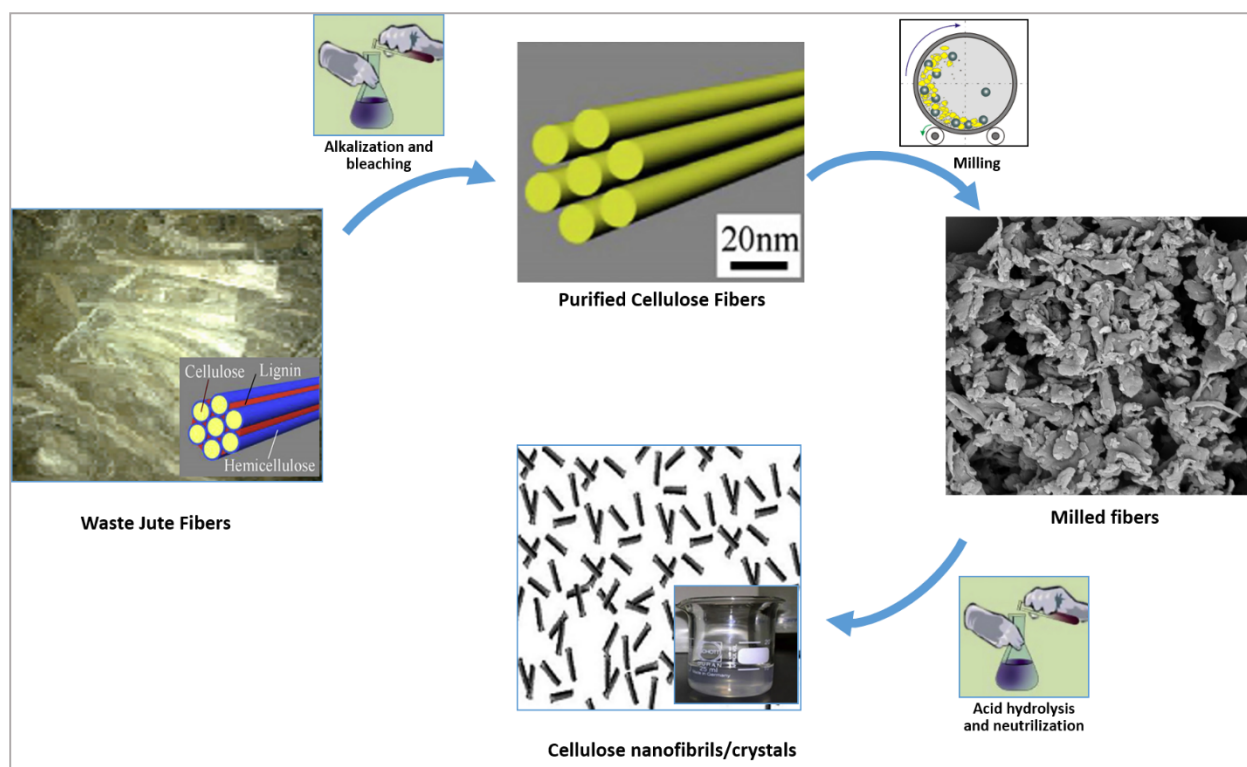 Alkalization and
bleaching
20nm
Purified Cellulose Fibers
Milling
Cellulose
Lignin
Hemicellulose
Waste Jute Fibers
Milled fibers
Acid hydrolysis
and neutrilization
Cellulose nanofibrils/crystals